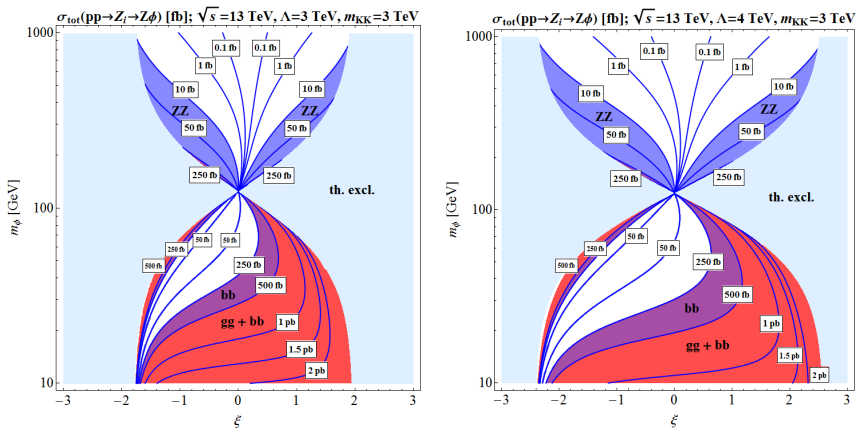 σtot(pp→Zi→Zϕ) [fb]; √s =13 TeV, Λ=3 TeV, mKK=3 TeV
1000
100
10
mϕ [GeV]
0.1 fb
0.1 fb
1 fb
1 fb
10 fb
10 fb
ZZ
ZZ
50 fb
50 fb
250 fb
250 fb
th. excl.
50 fb
50 fb
250 fb
500 fb
250 fb
500 fb
bb
gg + bb
1 pb
1.5 pb
2 pb
−3
−2
−1
0
1
2
3
ξ
σtot(pp→Zi→Zϕ) [fb]; √s =13 TeV, Λ=4 TeV, mKK=3 TeV
1000
100
10
mϕ [GeV]
0.1 fb
0.1 fb
1 fb
1 fb
10 fb
10 fb
ZZ
ZZ
50 fb
50 fb
250 fb
250 fb
th. excl.
50 fb
50 fb
250 fb
500 fb
250 fb
500 fb
bb
gg + bb
1 pb
1.5 pb
2 pb
−3
−2
−1
0
1
2
3
ξ